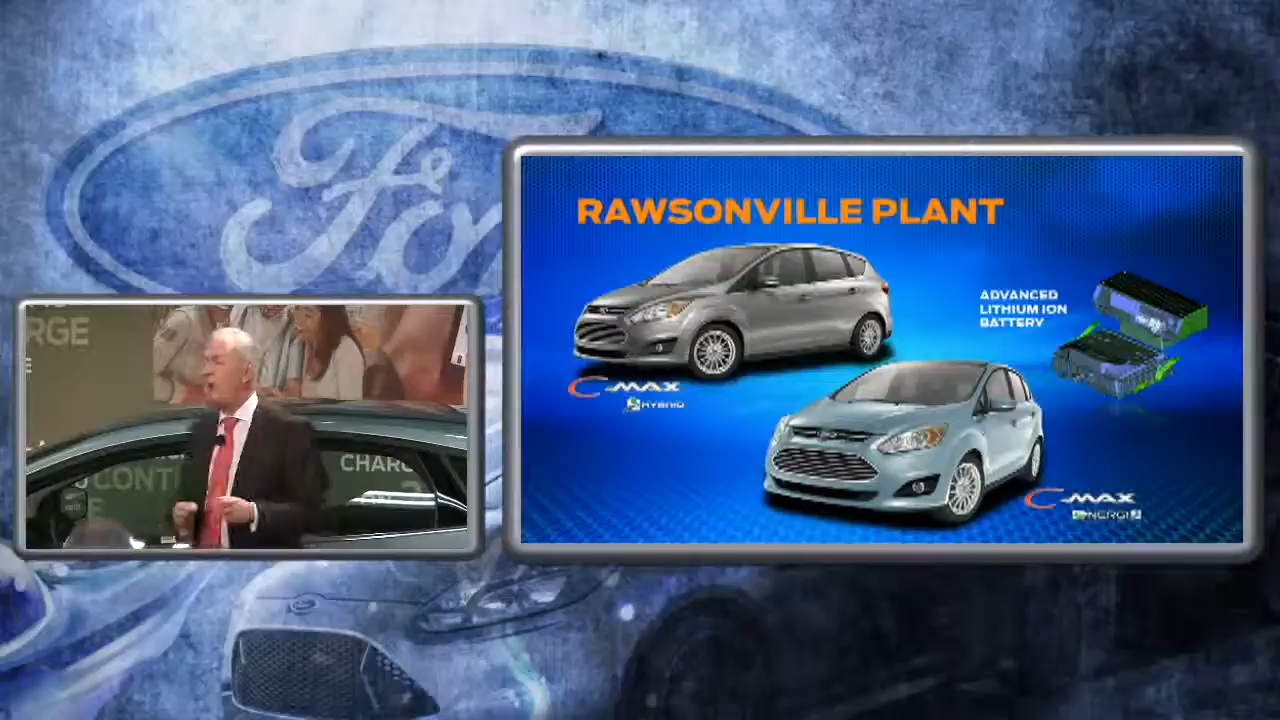 Ford
RAWSONVILLE PLANT
ADVANCED
LITHIUM ION
BATTERY
C-MAX
HYBRID
C-MAX
ENERGI
RGE
CONTI
CHARG